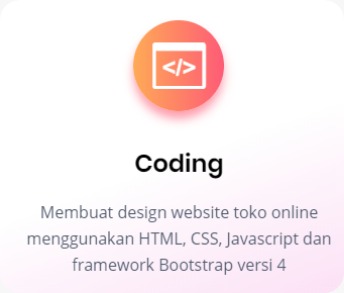 </>
Coding
Membuat design website toko online
menggunakan HTML, CSS, Javascript dan
framework Bootstrap versi 4